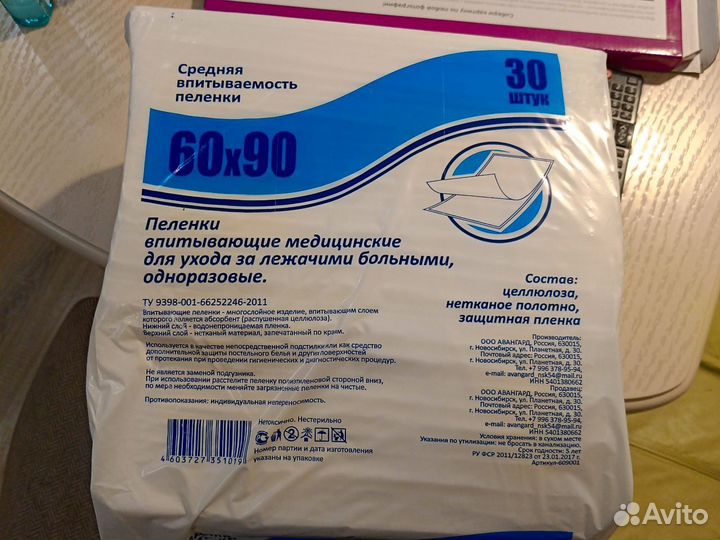 Собери картину по любой фотографии!
Средняя
впитываемость
пеленки
30
штук
60х90
Пеленки
впитывающие медицинские
для ухода за лежачими больными,
одноразовые.
ТУ 9398-001-66252246-2011
Впитывающие пеленки - многослойное изделие, впитывающим слоем
которого является абсорбент (распушенная целлюлоза).
Нижний слой - водонепроницаемая пленка.
Верхний слой - нетканый материал, запечатанный по краям.
Используется в качестве непосредственной подстилки или как средство
дополнительной защиты постельного белья и других поверхностей
от протекания при проведении гигиенических и диагностических процедур.
Не является заменой подгузника.
При использовании расстелите пеленку полиэтиленовой стороной вниз,
по мере необходимости меняйте загрязненные пеленки на чистые.
Противопоказания: индивидуальная непереносимость.
Нетоксично. Нестерильно
Номер партии и дата изготовления
указаны на упаковке
4 603727 351019
Состав:
целлюлоза,
нетканое полотно,
защитная пленка
Производитель:
ООО АВАНГАРД, Россия, 630015,
г. Новосибирск, ул. Планетная, д. 30.
Почтовый адрес: Россия, 630015,
г. Новосибирск, ул. Планетная, д. 30.
Тел. +7 996 378-95-94,
e-mail: avangard_nsk54@mail.ru
ИНН 5401380662
Продавец:
ООО АВАНГАРД, Россия, 630015,
г. Новосибирск, ул. Планетная, д. 30.
Почтовый адрес: Россия, 630015,
г. Новосибирск, ул. Планетная, д. 30.
Тел. +7 996 378-95-94,
e-mail: avangard_nsk54@mail.ru
ИНН 5401380662
Условия хранения: в сухом месте
Указания по утилизации: не бросать в канализацию.
Срок годности: 5 лет
РУ ФСР 2011/12823 от 23.01.2017 г.
Артикул-609001
Avito